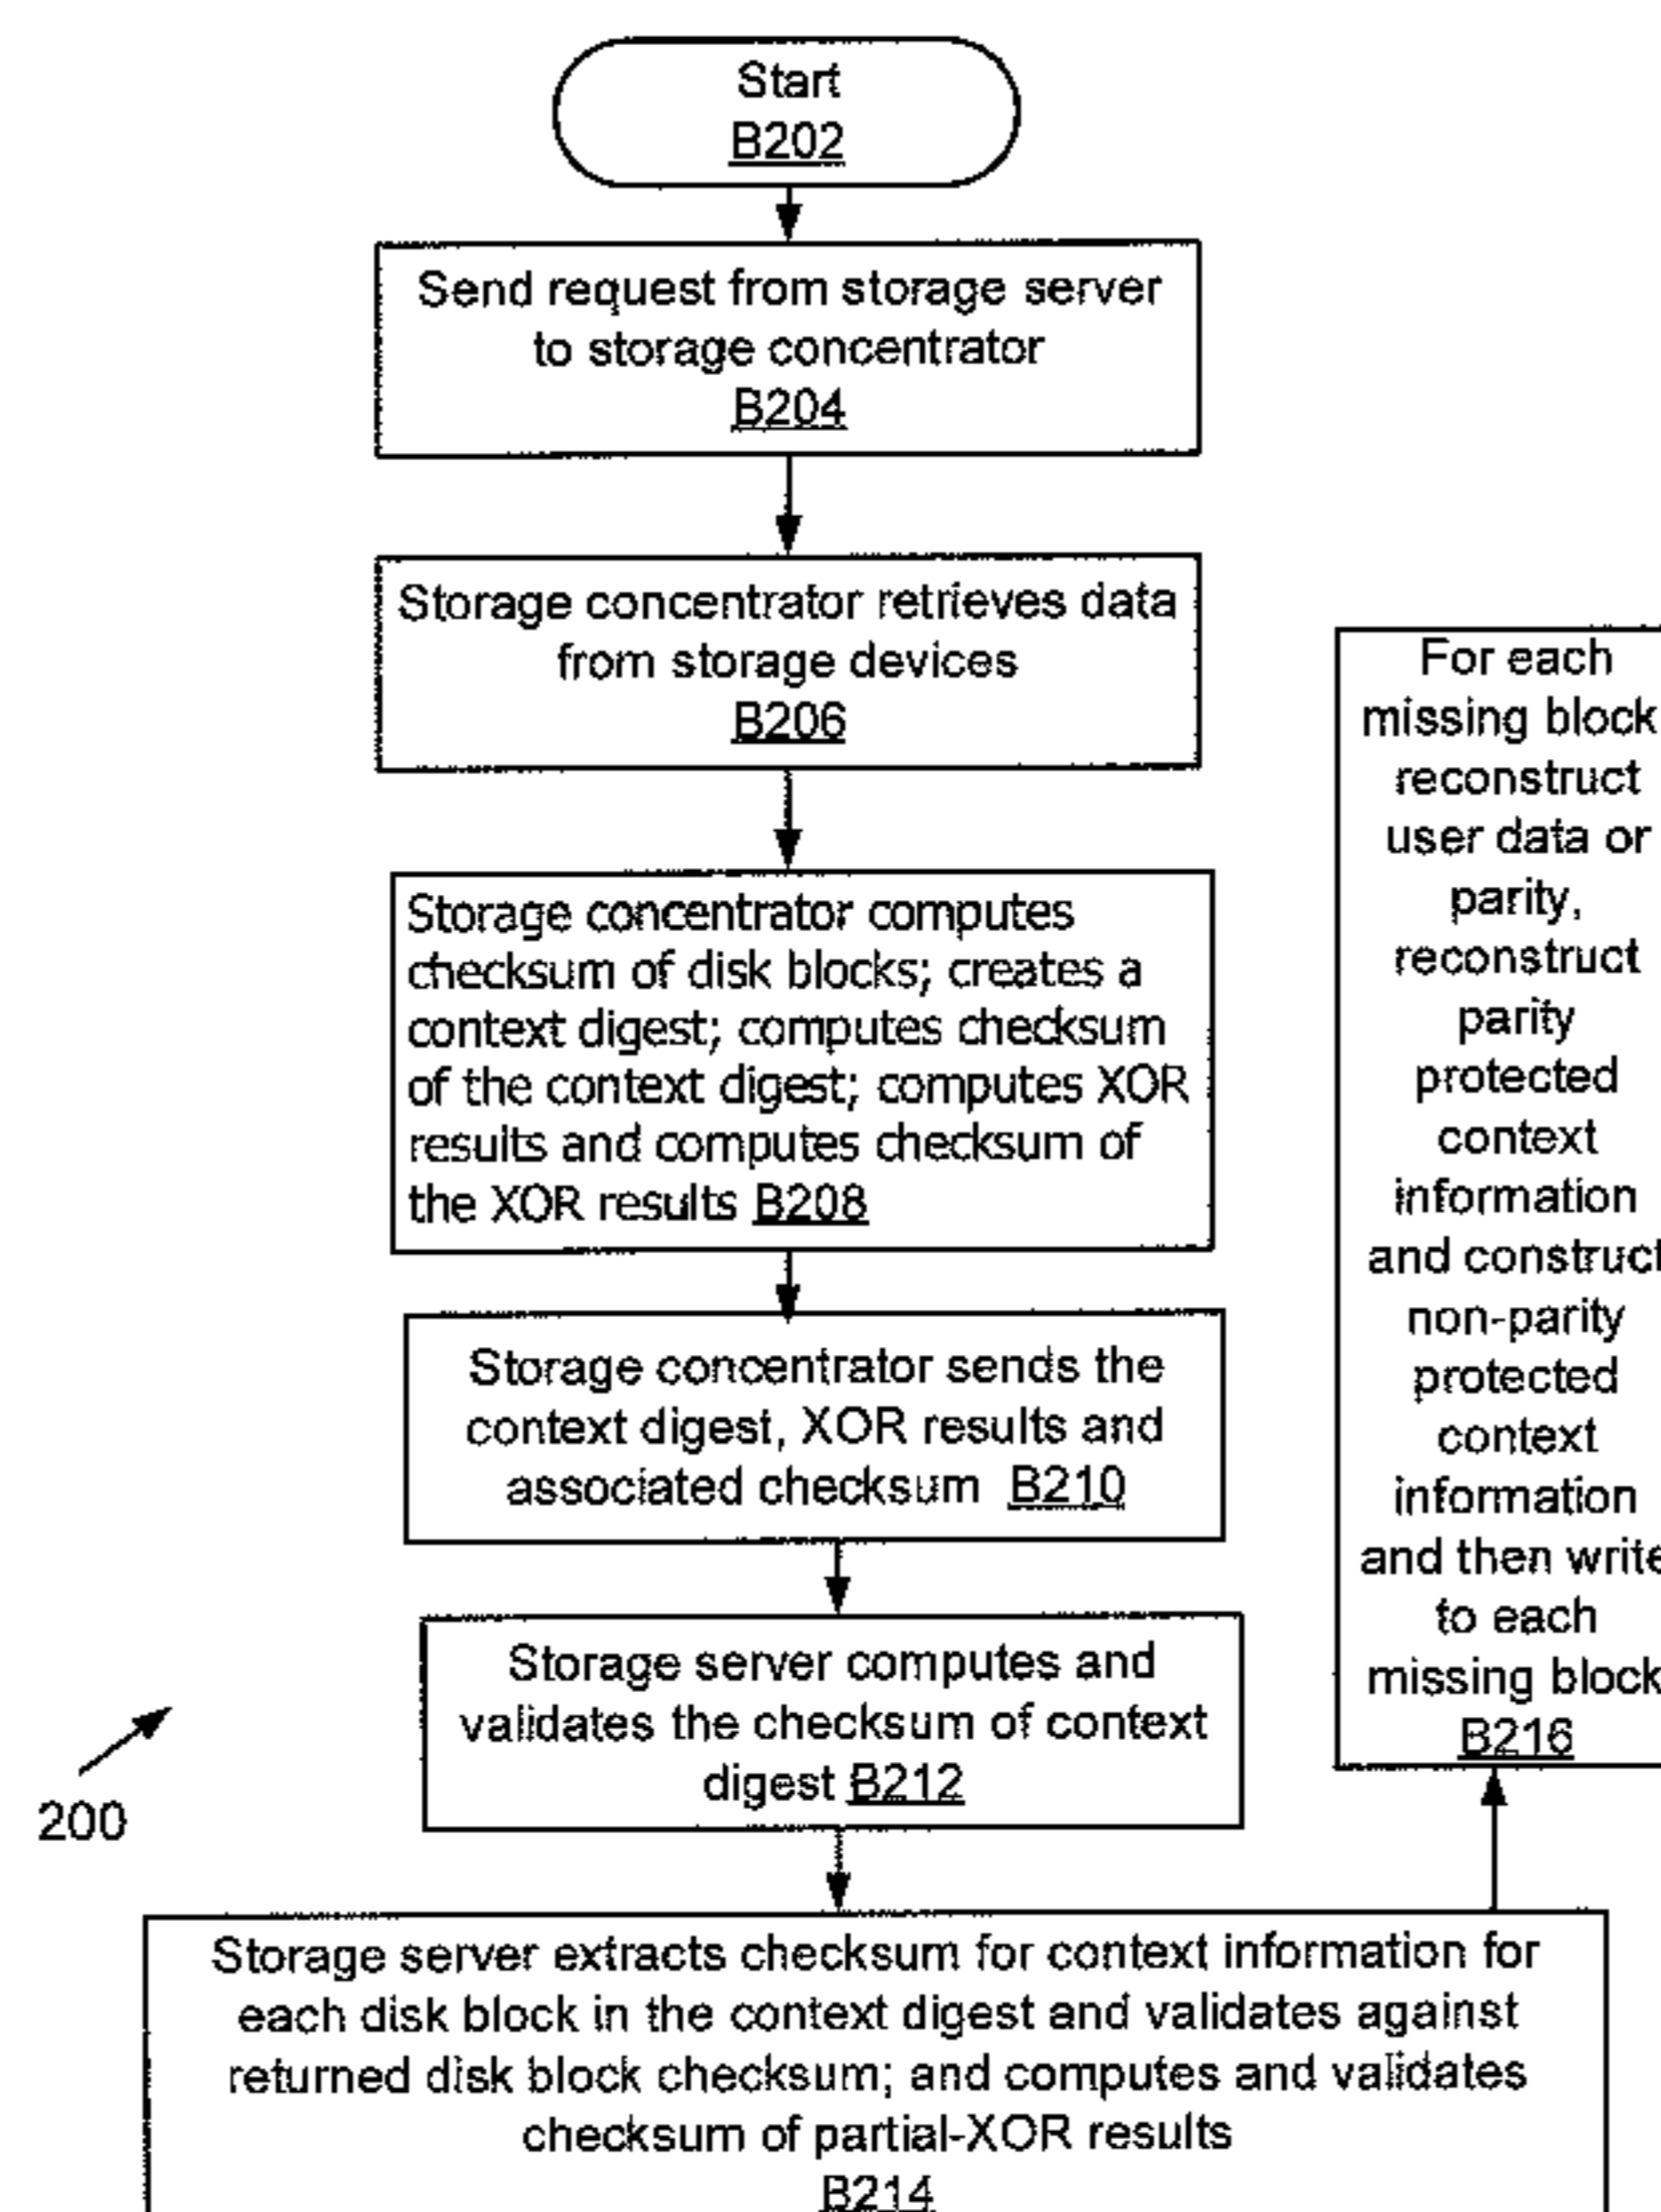 Start
B202
Send request from storage server
to storage concentrator
B204
Storage concentrator retrieves data
from storage devices
B206
Storage concentrator computes
checksum of disk blocks; creates a
context digest; computes checksum
of the context digest; computes XOR
results and computes checksum of
the XOR results B208
Storage concentrator sends the
context digest, XOR results and
associated checksum B210
Storage server computes and
validates the checksum of context
digest B212
Storage server extracts checksum for context information for
each disk block in the context digest and validates against
returned disk block checksum; and computes and validates
checksum of partial-XOR results
B214
For each
missing block
reconstruct
user data or
parity,
reconstruct
parity
protected
context
information
and construct
non-parity
protected
context
information
and then write
to each
missing block
B216
200